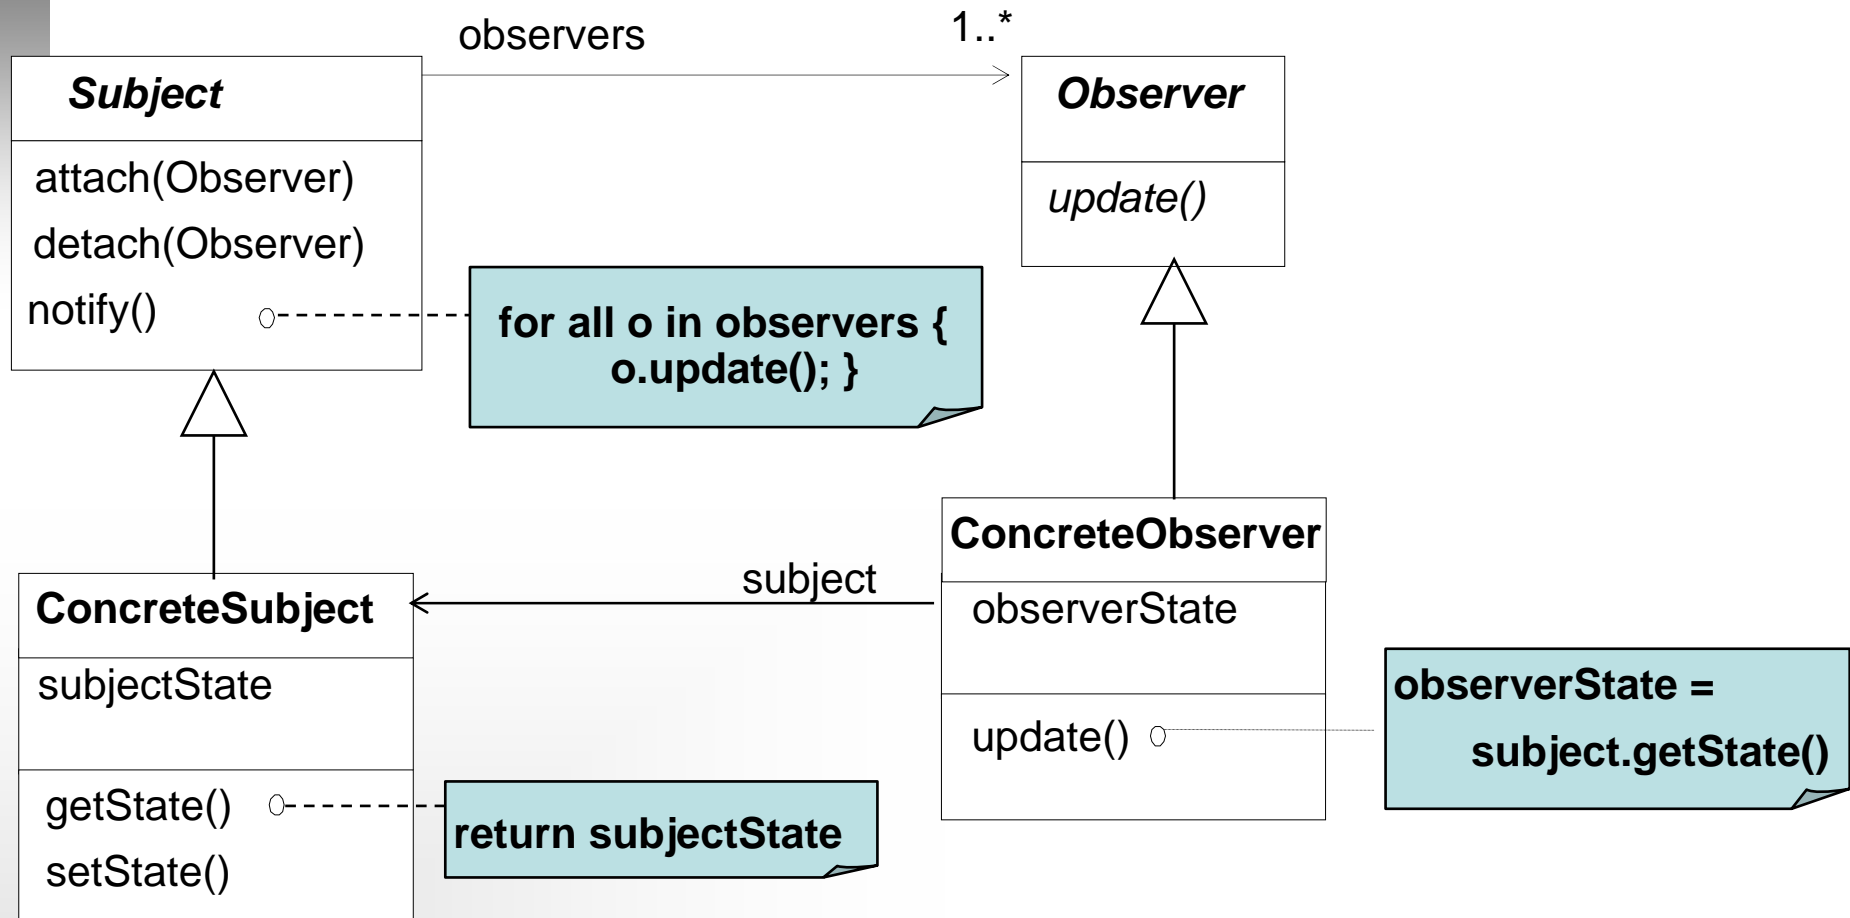 observers
1..*
Subject
attach(Observer)
detach(Observer)
notify()
for all o in observers {
o.update(); }
Observer
update()
ConcreteSubject
subjectState
getState()
setState()
return subjectState
subject
ConcreteObserver
observerState
update()
observerState =
subject.getState()